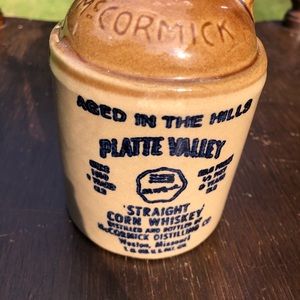 McCORMICK
AGED IN THE HILLS
PLATTE VALLEY
STRAIGHT
CORN WHISKEY
DISTILLED AND BOTTLED BY
McCORMICK DISTILLING CO
Weston, Missouri